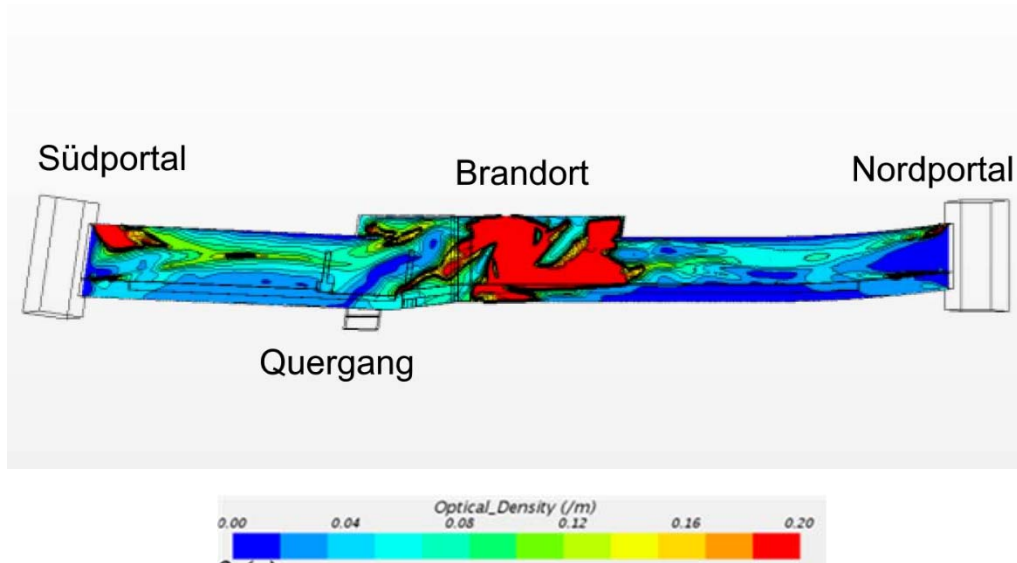 Südportal
Brandort
Nordportal
Quergang
Optical_Density (/m)
0.00 0.04 0.08 0.12 0.16 0.20